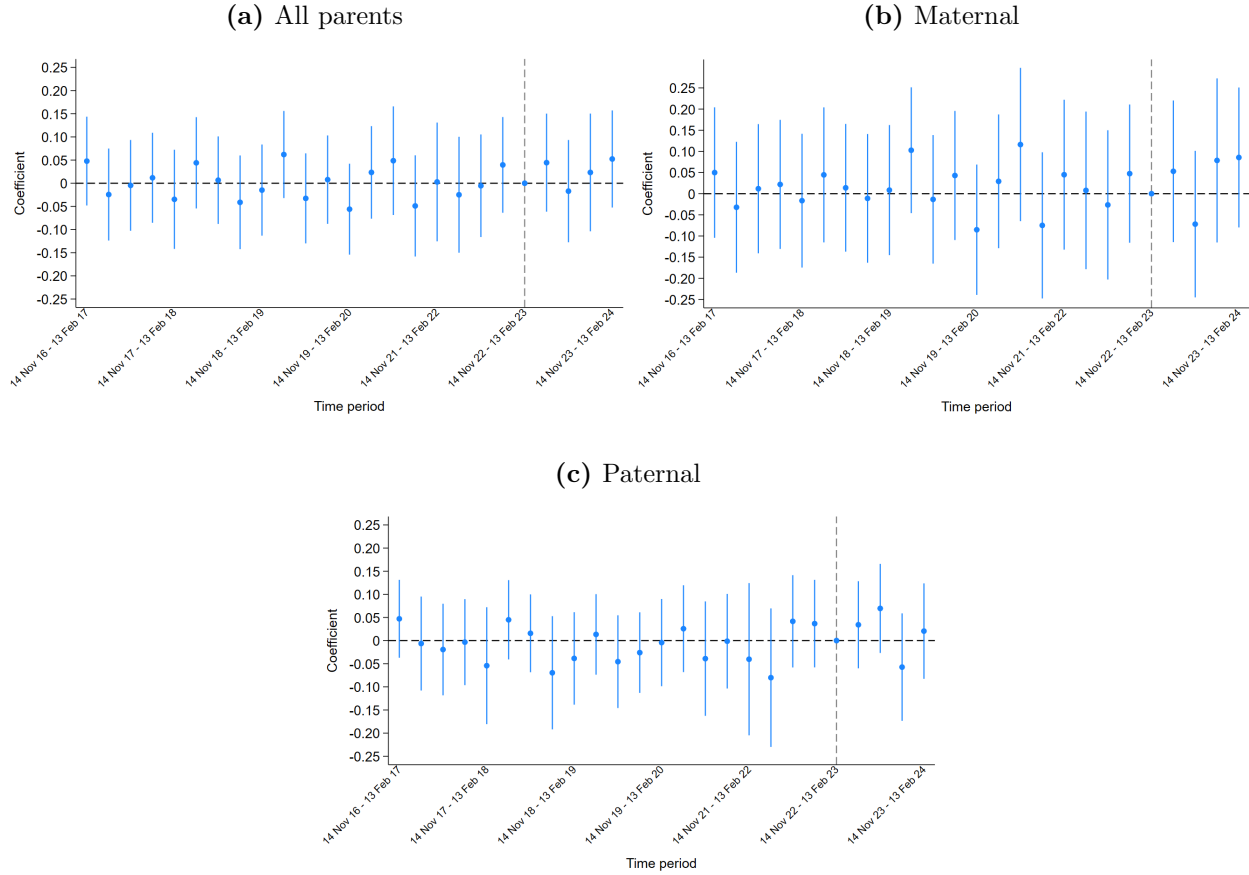 (a) All parents
0.25
0.20
0.15
0.10
0.05
0
-0.05
-0.10
-0.15
-0.20
-0.25
Coefficient
14 Nov 16 - 13 Feb 17
14 Nov 17 - 13 Feb 18
14 Nov 18 - 13 Feb 19
14 Nov 19 - 13 Feb 20
14 Nov 21 - 13 Feb 22
14 Nov 22 - 13 Feb 23
14 Nov 23 - 13 Feb 24
Time period
(b) Maternal
0.25
0.20
0.15
0.10
0.05
0
-0.05
-0.10
-0.15
-0.20
-0.25
Coefficient
14 Nov 16 - 13 Feb 17
14 Nov 17 - 13 Feb 18
14 Nov 18 - 13 Feb 19
14 Nov 19 - 13 Feb 20
14 Nov 21 - 13 Feb 22
14 Nov 22 - 13 Feb 23
14 Nov 23 - 13 Feb 24
Time period
(c) Paternal
0.25
0.20
0.15
0.10
0.05
0
-0.05
-0.10
-0.15
-0.20
-0.25
Coefficient
14 Nov 16 - 13 Feb 17
14 Nov 17 - 13 Feb 18
14 Nov 18 - 13 Feb 19
14 Nov 19 - 13 Feb 20
14 Nov 21 - 13 Feb 22
14 Nov 22 - 13 Feb 23
14 Nov 23 - 13 Feb 24
Time period